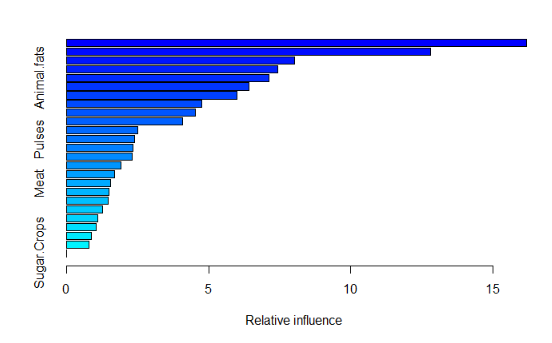 Animal.fats
Pulses
Meat
Sugar.Crops
0 5 10 15
Relative influence